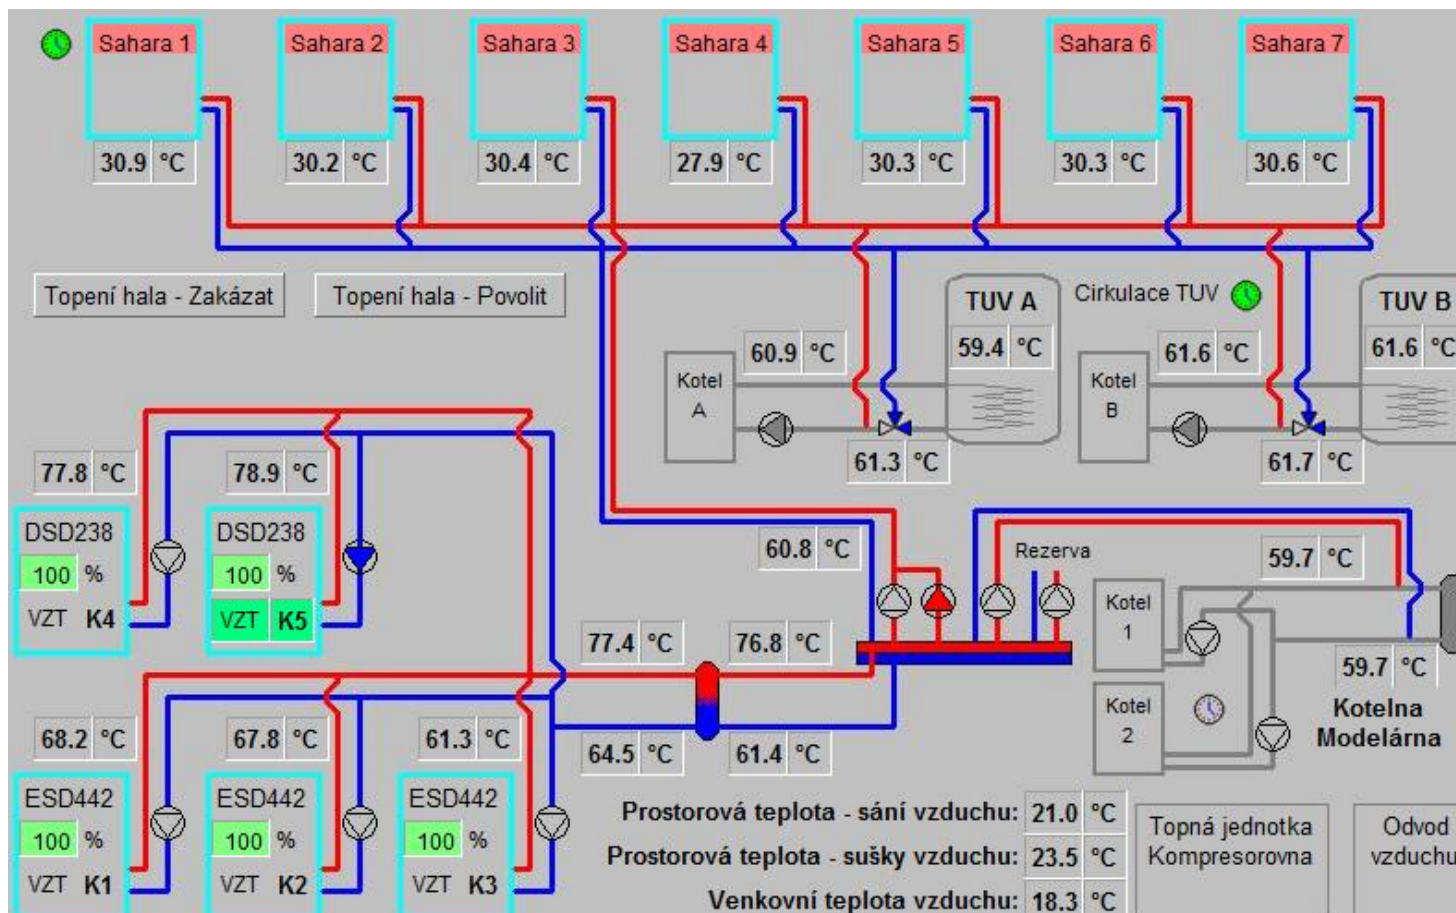 Sahara 1 Sahara 2 Sahara 3 Sahara 4 Sahara 5 Sahara 6 Sahara 7
30.9 °C 30.2 °C 30.4 °C 27.9 °C 30.3 °C 30.3 °C 30.6 °C
Topení hala - Zakázat Topení hala - Povolit
TUV A
59.4 °C
Cirkulace TUV
TUV B
61.6 °C
60.9 °C
Kotel
A
61.3 °C
61.6 °C
Kotel
B
61.7 °C
77.8 °C
DSD238
100 %
VZT K4
78.9 °C
DSD238
100 %
VZT K5
60.8 °C
Rezerva
59.7 °C
Kotel
1
59.7 °C
Kotel
2
Kotelna
Modelárna
77.4 °C 76.8 °C
64.5 °C 61.4 °C
68.2 °C
ESD442
100 %
VZT K1
67.8 °C
ESD442
100 %
VZT K2
61.3 °C
ESD442
100 %
VZT K3
Prostorová teplota - sání vzduchu: 21.0 °C
Prostorová teplota - sušky vzduchu: 23.5 °C
Venkovní teplota vzduchu: 18.3 °C
Topná jednotka
Kompresorovna
Odvod
vzduchu